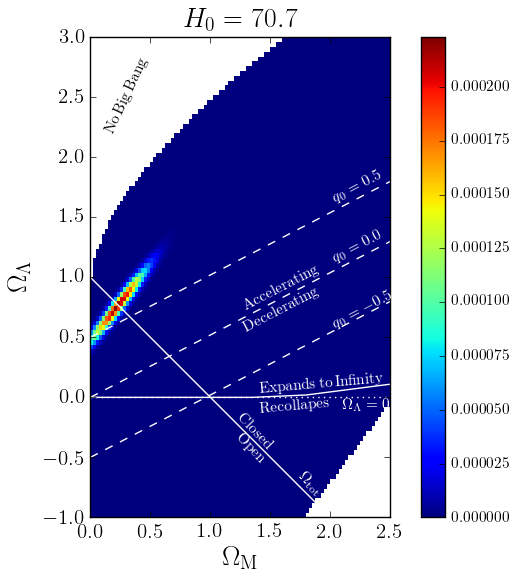 H₀ = 70.7
No Big Bang
q₀ = 0.5
q₀ = 0.0
Accelerating
Decelerating
q₀ = −0.5
Expands to Infinity
Recollapes
Ω_Λ = 0
Closed
Open
Ω_tot
Ω_Λ
3.0
2.5
2.0
1.5
1.0
0.5
0.0
−0.5
−1.0
0.0 0.5 1.0 1.5 2.0 2.5
Ω_M
0.000200
0.000175
0.000150
0.000125
0.000100
0.000075
0.000050
0.000025
0.000000